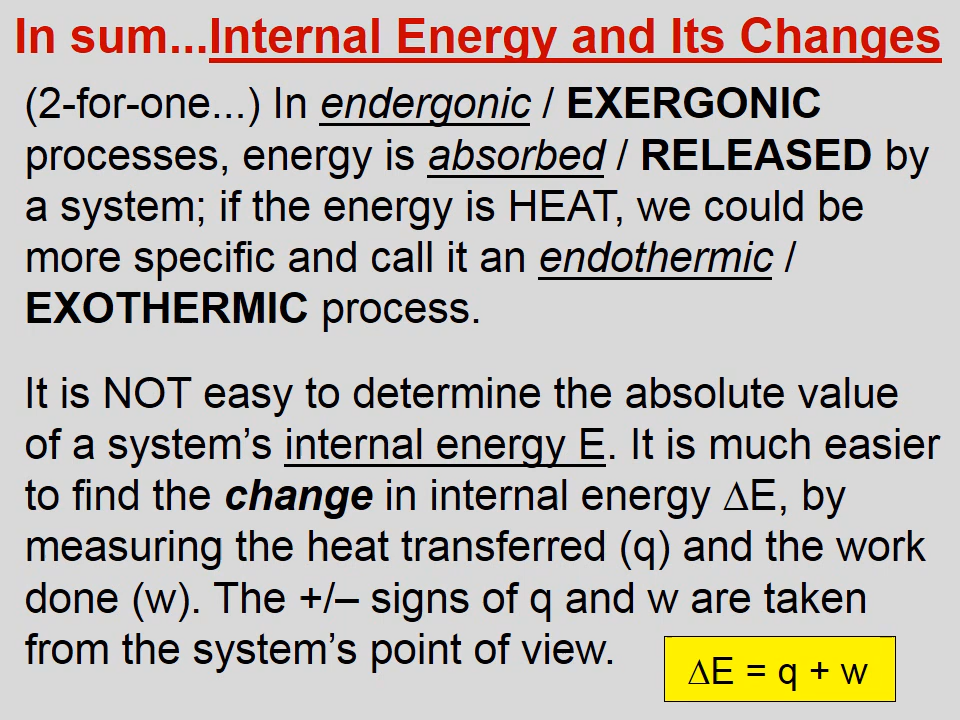 In sum...Internal Energy and Its Changes
(2-for-one...) In endergonic / EXERGONIC
processes, energy is absorbed / RELEASED by
a system; if the energy is HEAT, we could be
more specific and call it an endothermic /
EXOTHERMIC process.
It is NOT easy to determine the absolute value
of a system’s internal energy E. It is much easier
to find the change in internal energy ΔE, by
measuring the heat transferred (q) and the work
done (w). The +/– signs of q and w are taken
from the system’s point of view.
ΔE = q + w